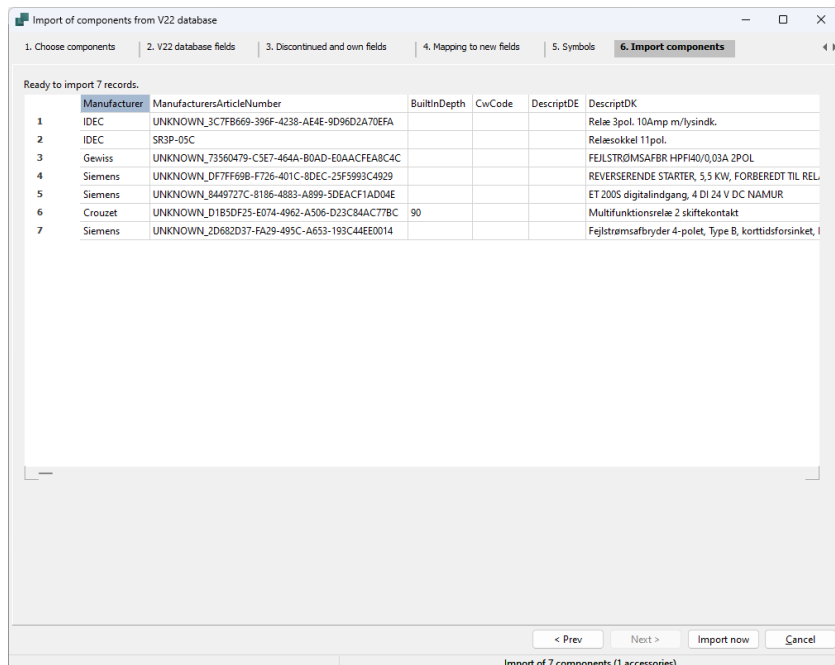 Import of components from V22 database
1. Choose components 2. V22 database fields 3. Discontinued and own fields 4. Mapping to new fields 5. Symbols 6. Import components
Ready to import 7 records.
Manufacturer ManufacturersArticleNumber BuiltInDepth CwCode DescriptDE DescriptDK
1 IDEC UNKNOWN_3C7FB669-396F-4238-AE4E-9D96D2A70EFA Relæ 3pol. 10Amp m/lysindk.
2 IDEC SR3P-05C Relæsokkel 11pol.
3 Gewiss UNKNOWN_73560479-C5E7-464A-B0AD-E0AACFEA8C4C FEJLSTRØMSAFBR HPFI40/0,03A 2POL
4 Siemens UNKNOWN_DF7FF69B-F726-401C-8DEC-25F5993C4929 REVERSERENDE STARTER, 5,5 KW, FORBEREDT TIL REL
5 Siemens UNKNOWN_8449727C-8186-4883-A899-5DEACF1AD04E ET 200S digitalindgang, 4 DI 24 V DC NAMUR
6 Crouzet UNKNOWN_D1B5DF25-E074-4962-A506-D23C84AC77BC 90 Multifunktionsrelæ 2 skiftekontakt
7 Siemens UNKNOWN_2D682D37-FA29-495C-A653-193C44EE0014 Fejlstrømsafbryder 4-polet, Type B, korttidsforsinket,
< Prev Next > Import now Cancel
Import of 7 components (1 accessories)